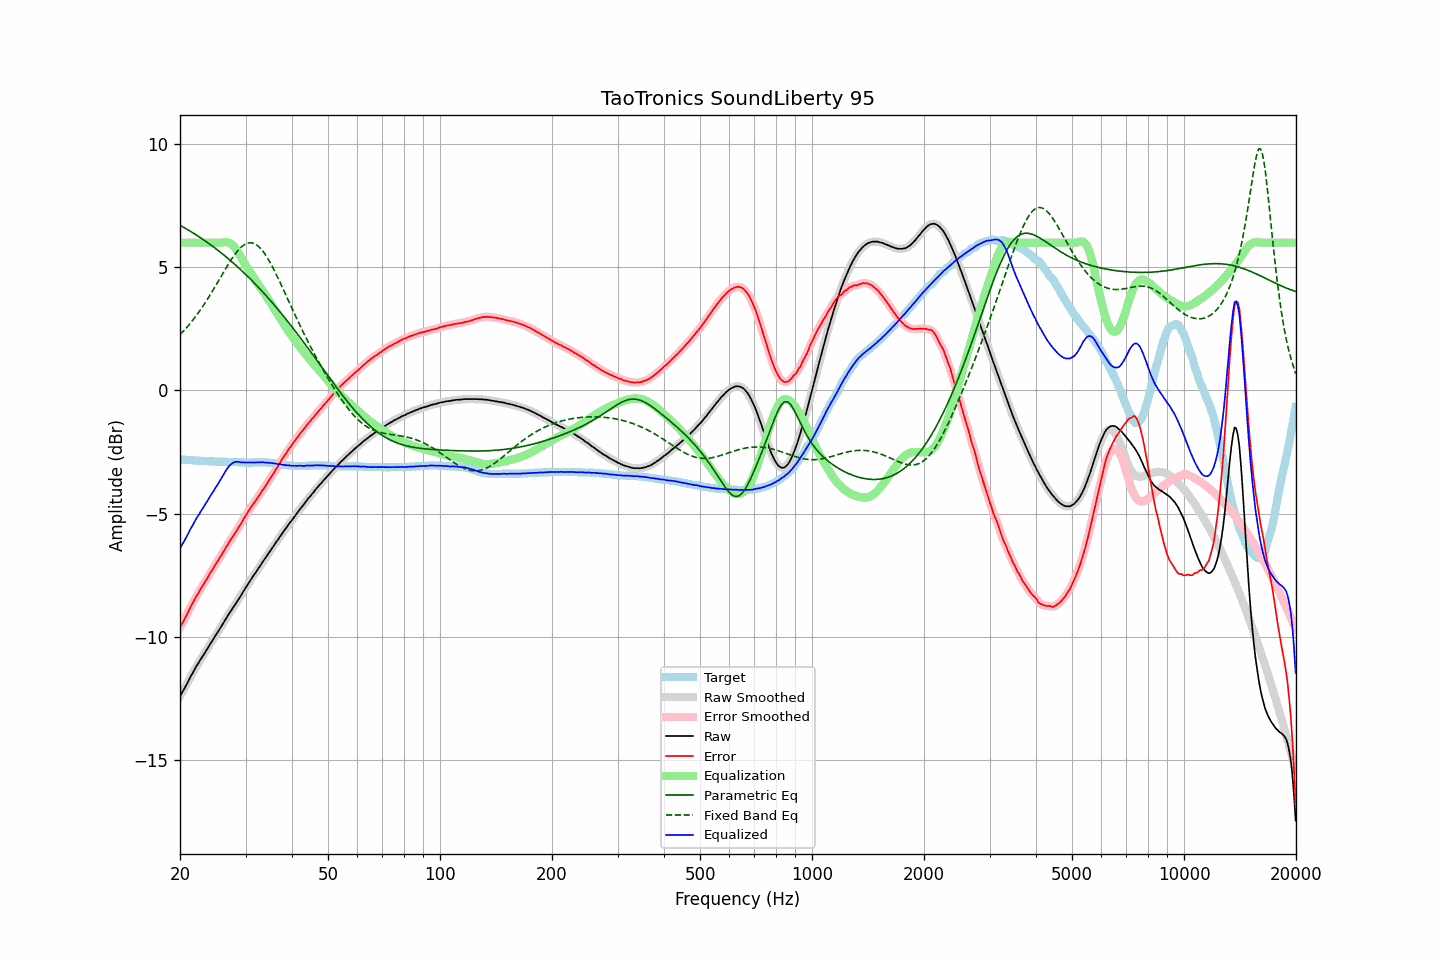 TaoTronics SoundLiberty 95
Amplitude (dBr)
10
5
0
−5
−10
−15
Target
Raw Smoothed
Error Smoothed
Raw
Error
Equalization
Parametric Eq
Fixed Band Eq
Equalized
20 50 100 200 500 1000 2000 5000 10000 20000
Frequency (Hz)